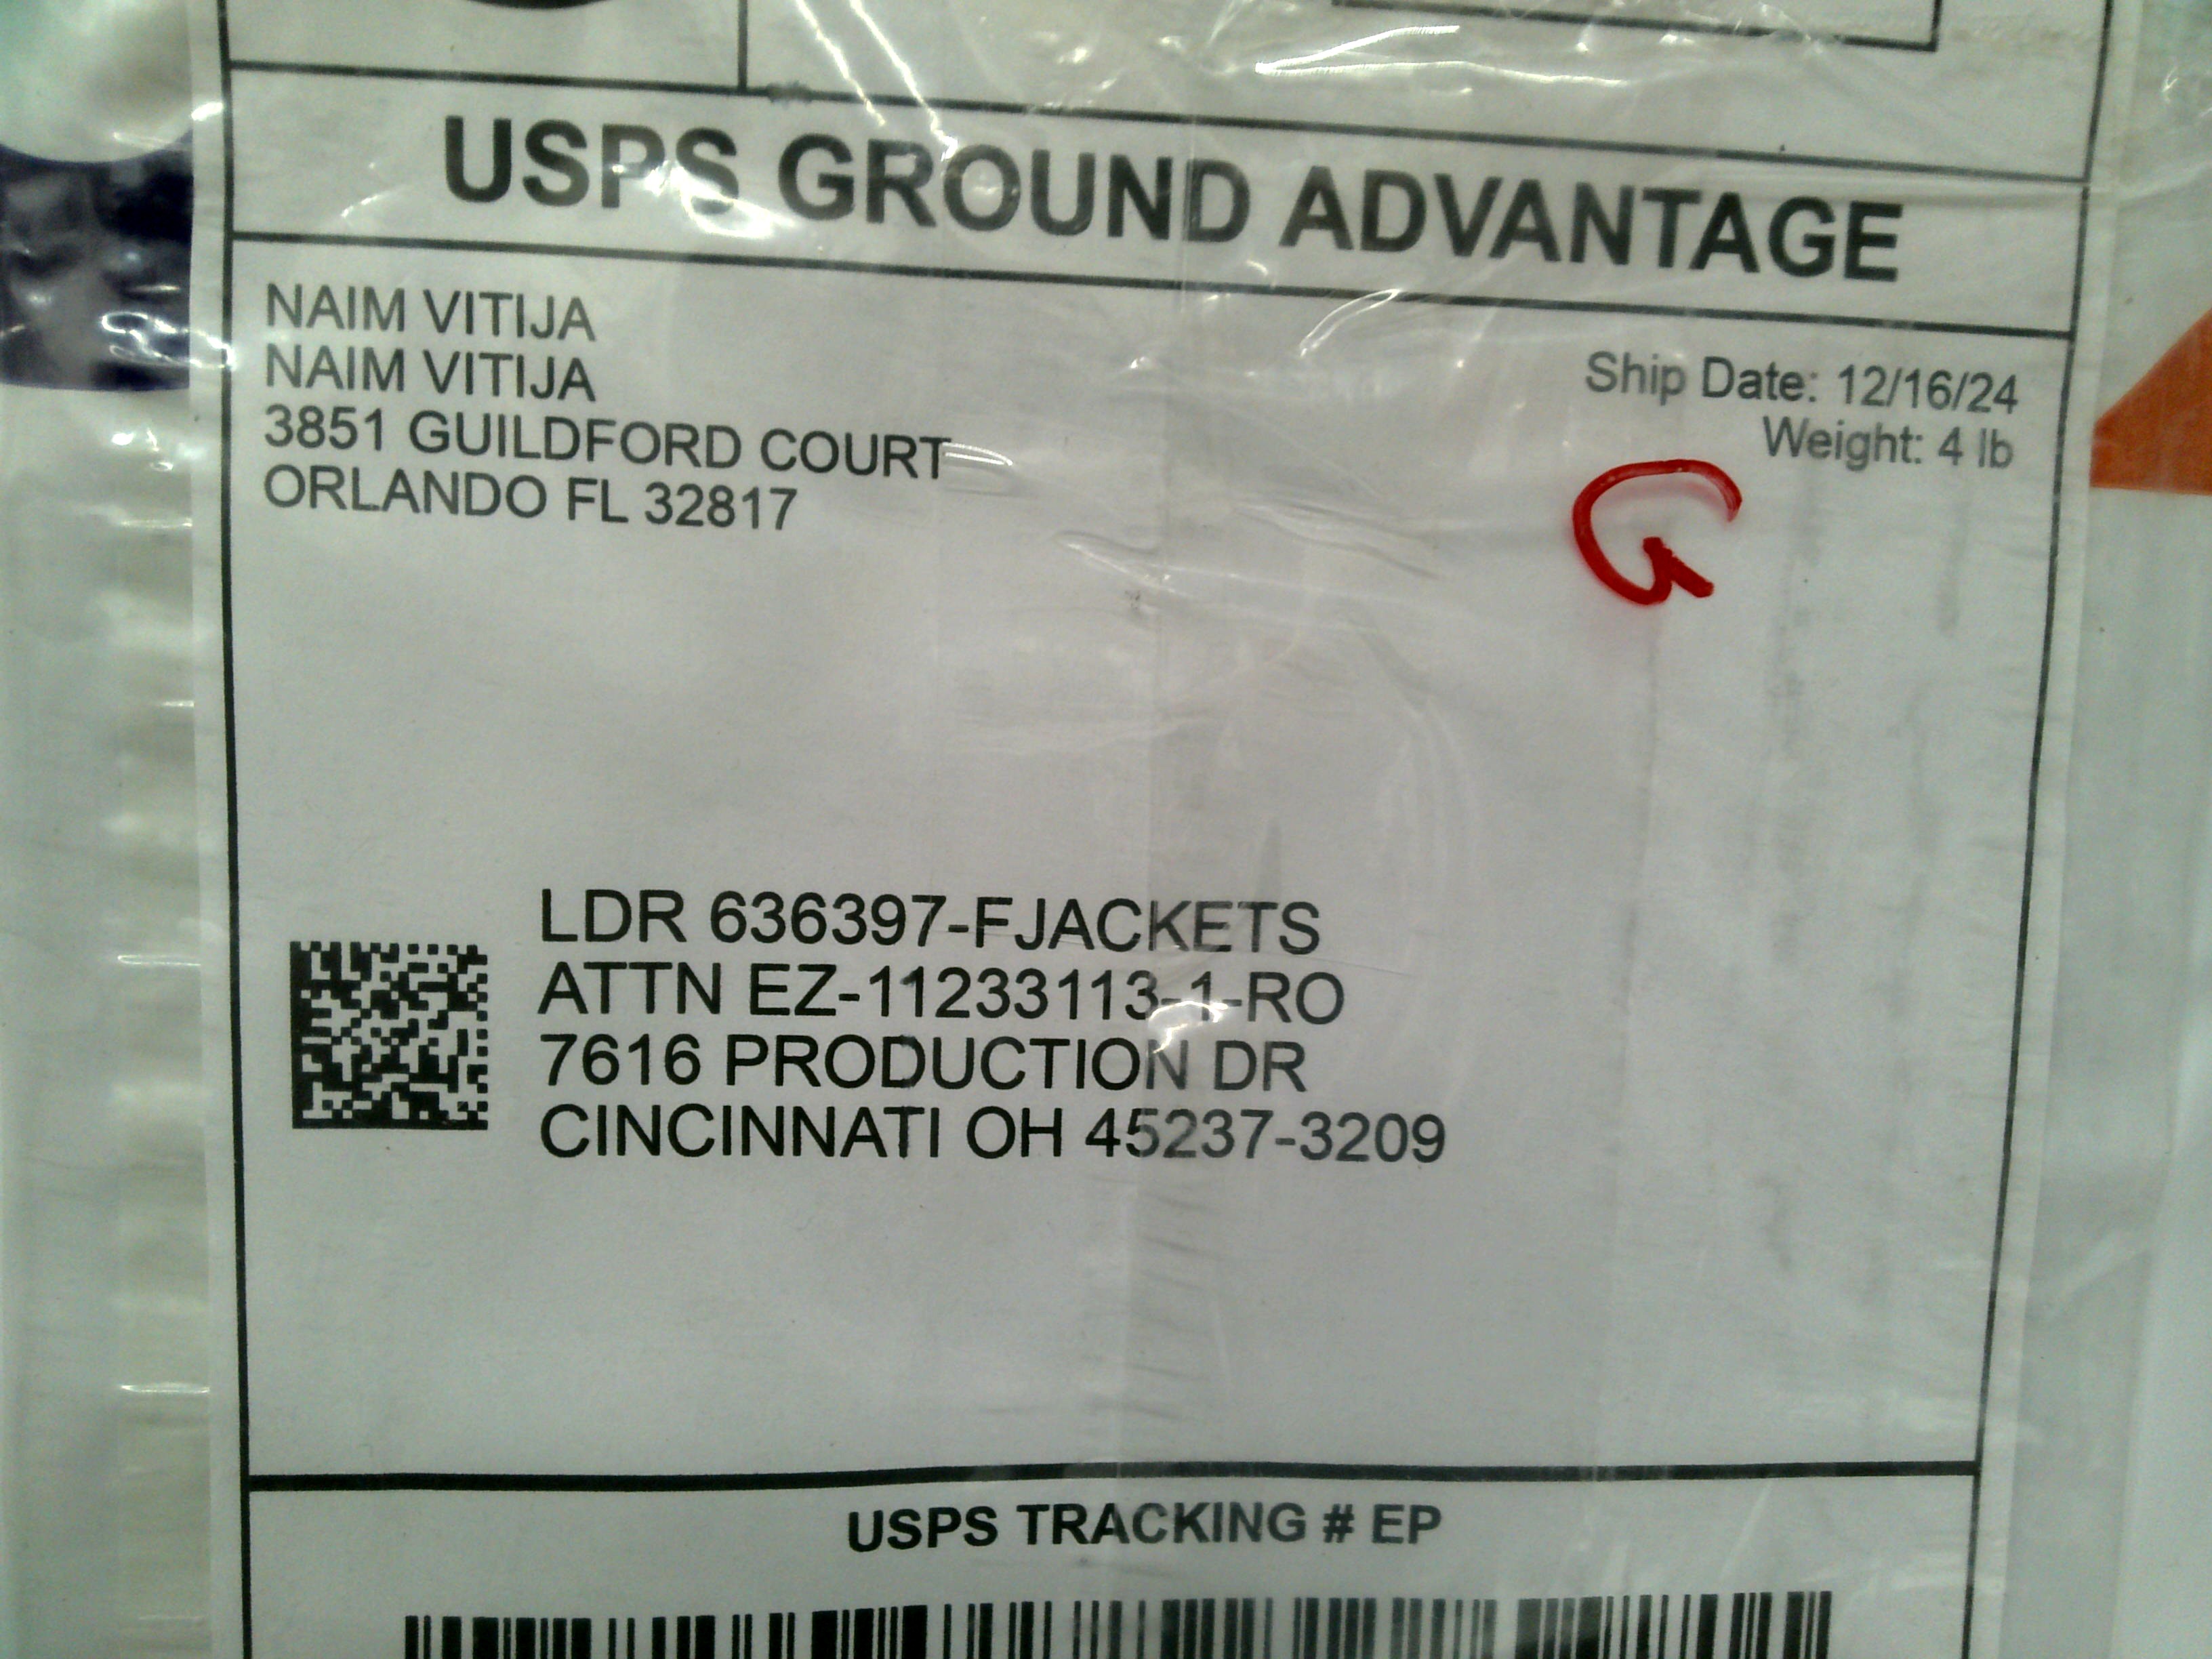 USPS GROUND ADVANTAGE
NAIM VITIJA
NAIM VITIJA
3851 GUILDFORD COURT
ORLANDO FL 32817
Ship Date: 12/16/24
Weight: 4 lb
G
LDR 636397-FJACKETS
ATTN EZ-11233113-1-RO
7616 PRODUCTION DR
CINCINNATI OH 45237-3209
USPS TRACKING # EP